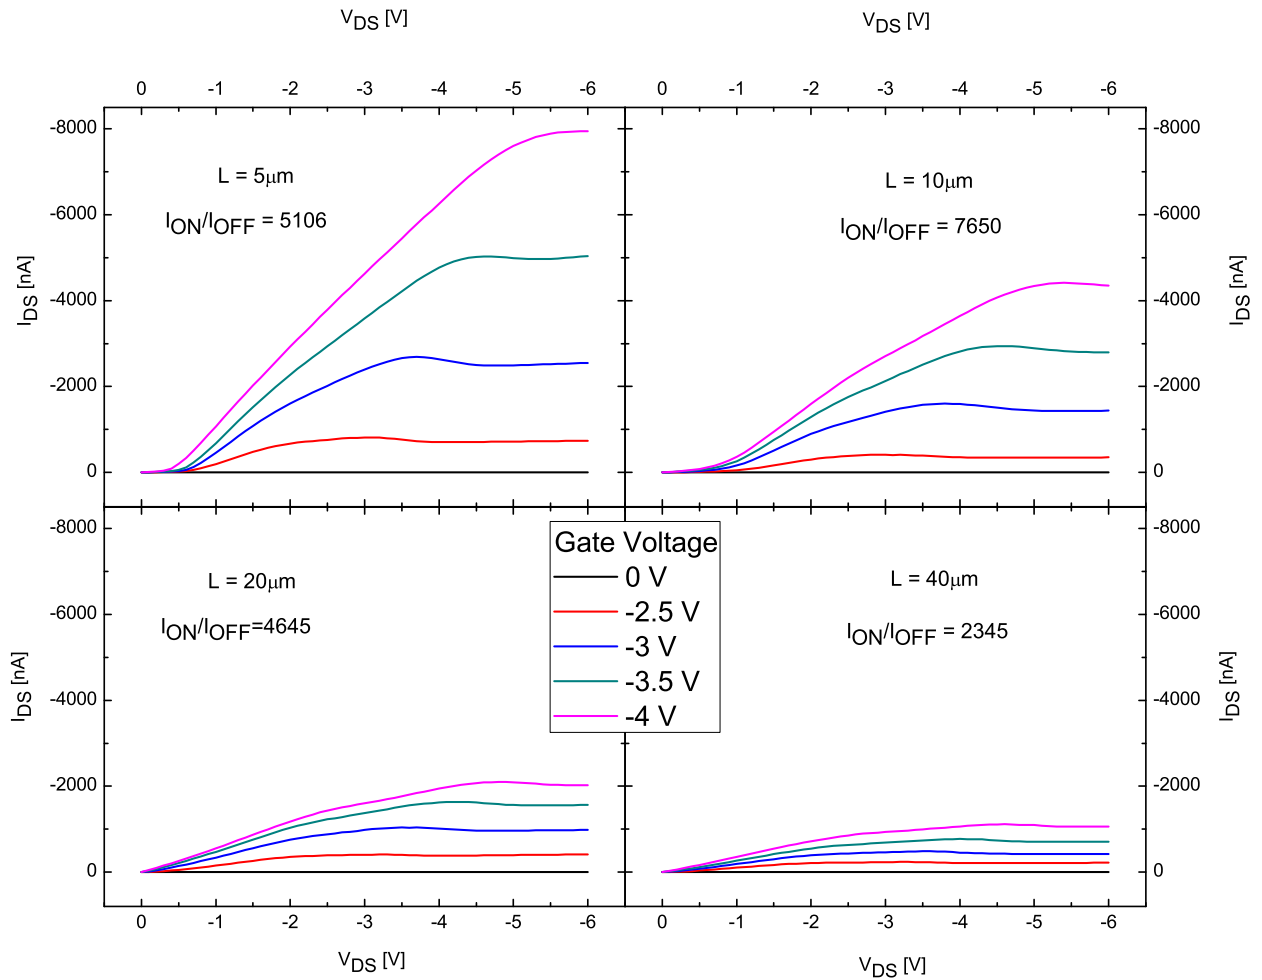 V_DS [V] V_DS [V]
0 -1 -2 -3 -4 -5 -6 0 -1 -2 -3 -4 -5 -6
-8000 -8000
L = 5μm L = 10μm
I_ON/I_OFF = 5106 I_ON/I_OFF = 7650
-6000 -6000
I_DS [nA] I_DS [nA]
-4000 -4000
-2000 -2000
0 0
-8000 -8000
Gate Voltage
0 V
-2.5 V
-3 V
-3.5 V
-4 V
L = 20μm L = 40μm
I_ON/I_OFF=4645 I_ON/I_OFF = 2345
-6000 -6000
I_DS [nA] I_DS [nA]
-4000 -4000
-2000 -2000
0 0
0 -1 -2 -3 -4 -5 -6 0 -1 -2 -3 -4 -5 -6
V_DS [V] V_DS [V]